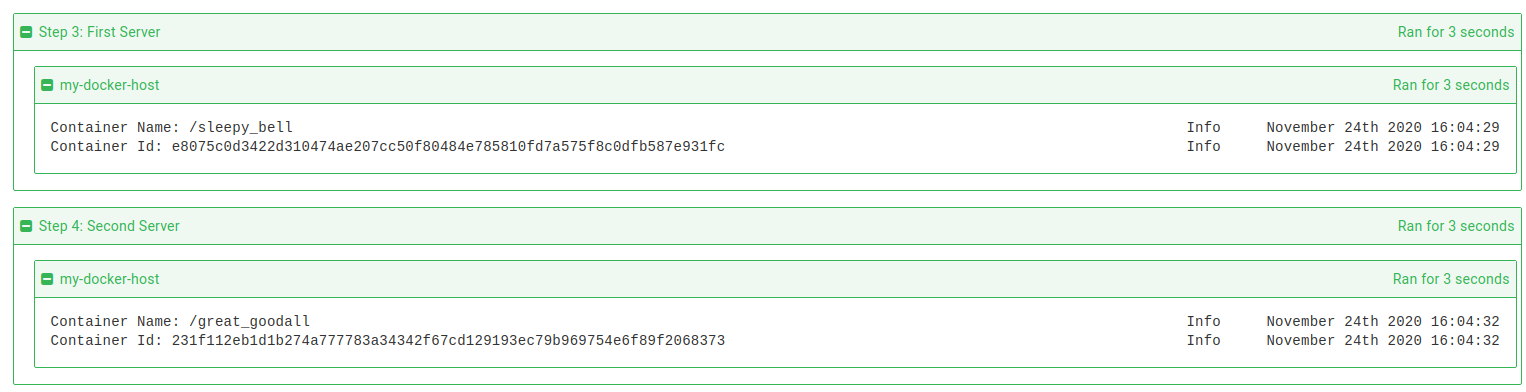 Step 3: First Server Ran for 3 seconds
my-docker-host Ran for 3 seconds
Container Name: /sleepy_bell Info November 24th 2020 16:04:29
Container Id: e8075c0d3422d310474ae207cc50f80484e785810fd7a575f8c0dfb587e931fc Info November 24th 2020 16:04:29
Step 4: Second Server Ran for 3 seconds
my-docker-host Ran for 3 seconds
Container Name: /great_goodall Info November 24th 2020 16:04:32
Container Id: 231f112eb1d1b274a777783a34342f67cd129193ec79b969754e6f89f2068373 Info November 24th 2020 16:04:32